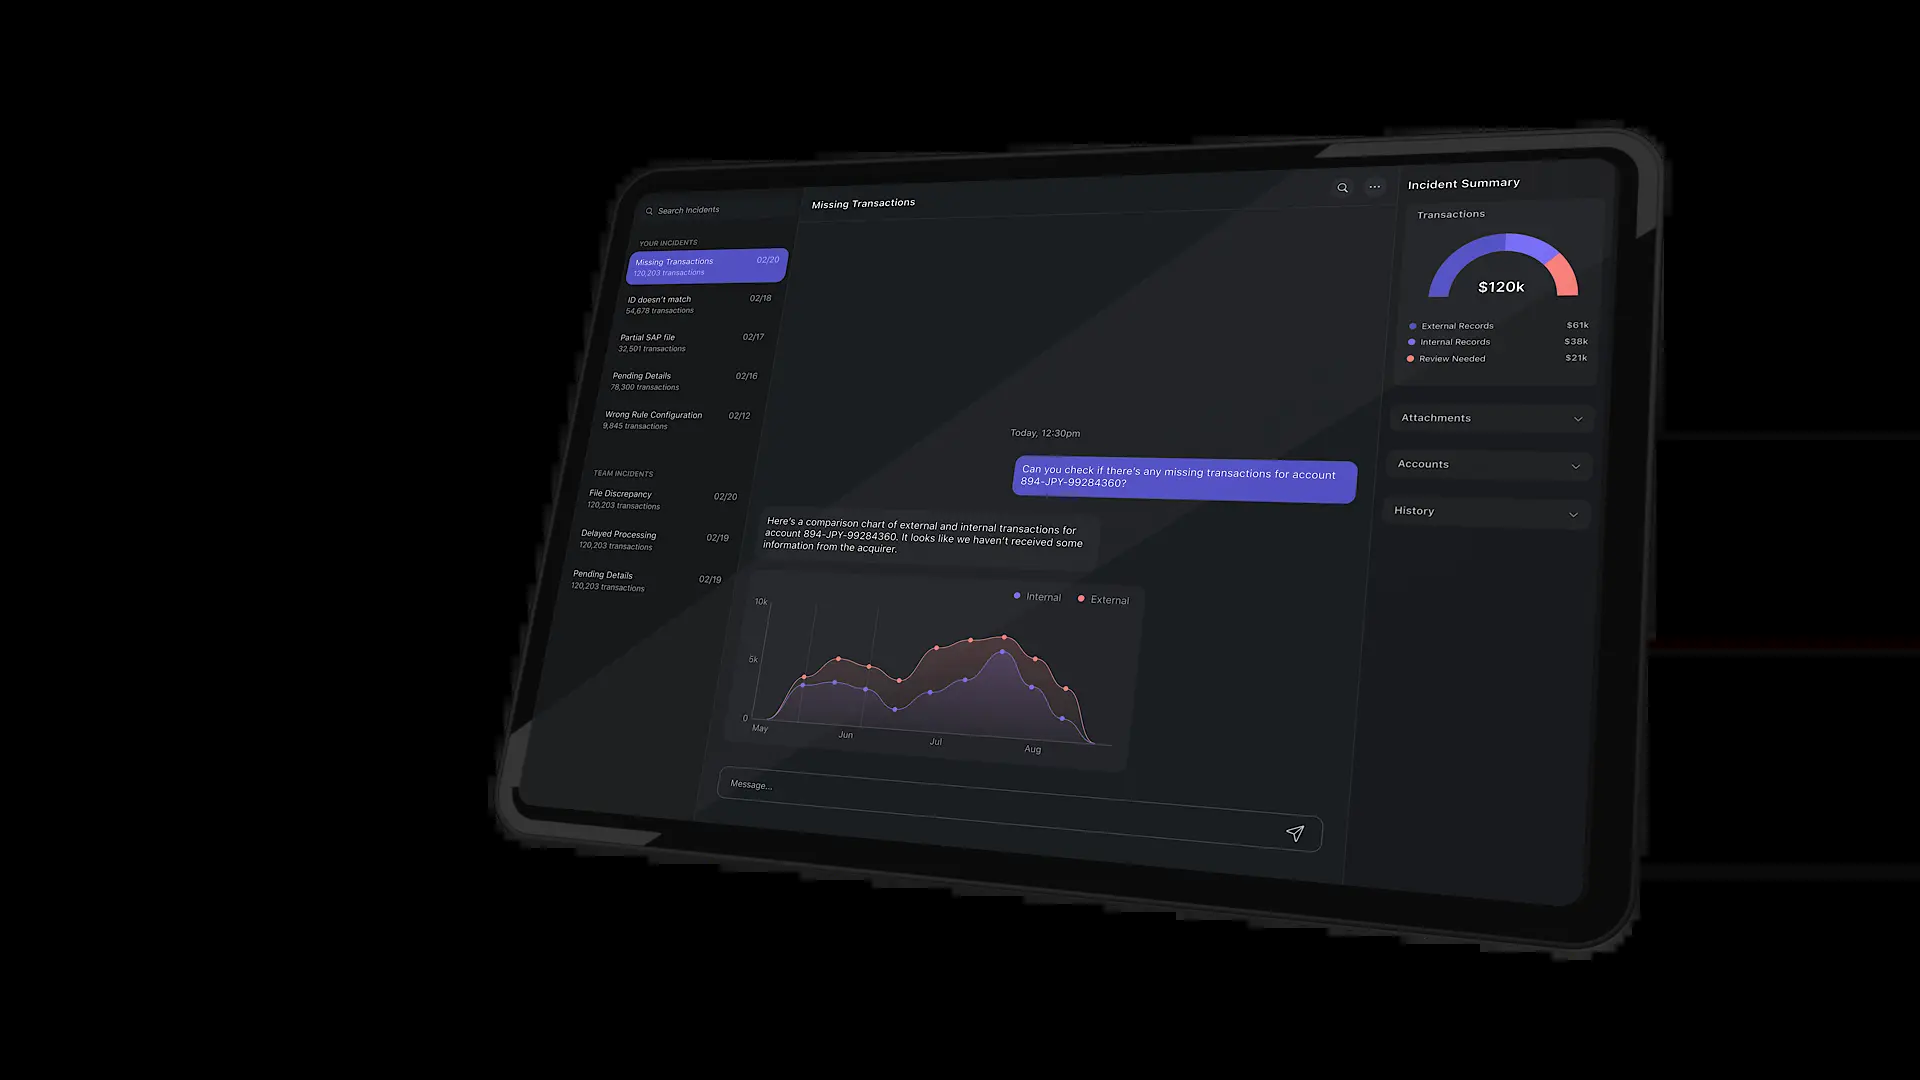 Search Incidents
YOUR INCIDENTS
Missing Transactions 02/20
120,203 transactions
ID doesn't match 02/18
54,678 transactions
Partial SAP file 02/17
32,501 transactions
Pending Details 02/16
78,300 transactions
Wrong Rule Configuration 02/12
9,845 transactions
TEAM INCIDENTS
File Discrepancy 02/20
120,203 transactions
Delayed Processing 02/19
120,203 transactions
Pending Details 02/19
120,203 transactions
Missing Transactions
Today, 12:30pm
Can you check if there's any missing transactions for account
894-JPY-99284360?
Here's a comparison chart of external and internal transactions for
account 894-JPY-99284360. It looks like we haven't received some
information from the acquirer.
Internal External
10k
5k
0
May Jun Jul Aug
Message...
Incident Summary
Transactions
$120k
External Records $61k
Internal Records $38k
Review Needed $21k
Attachments
Accounts
History